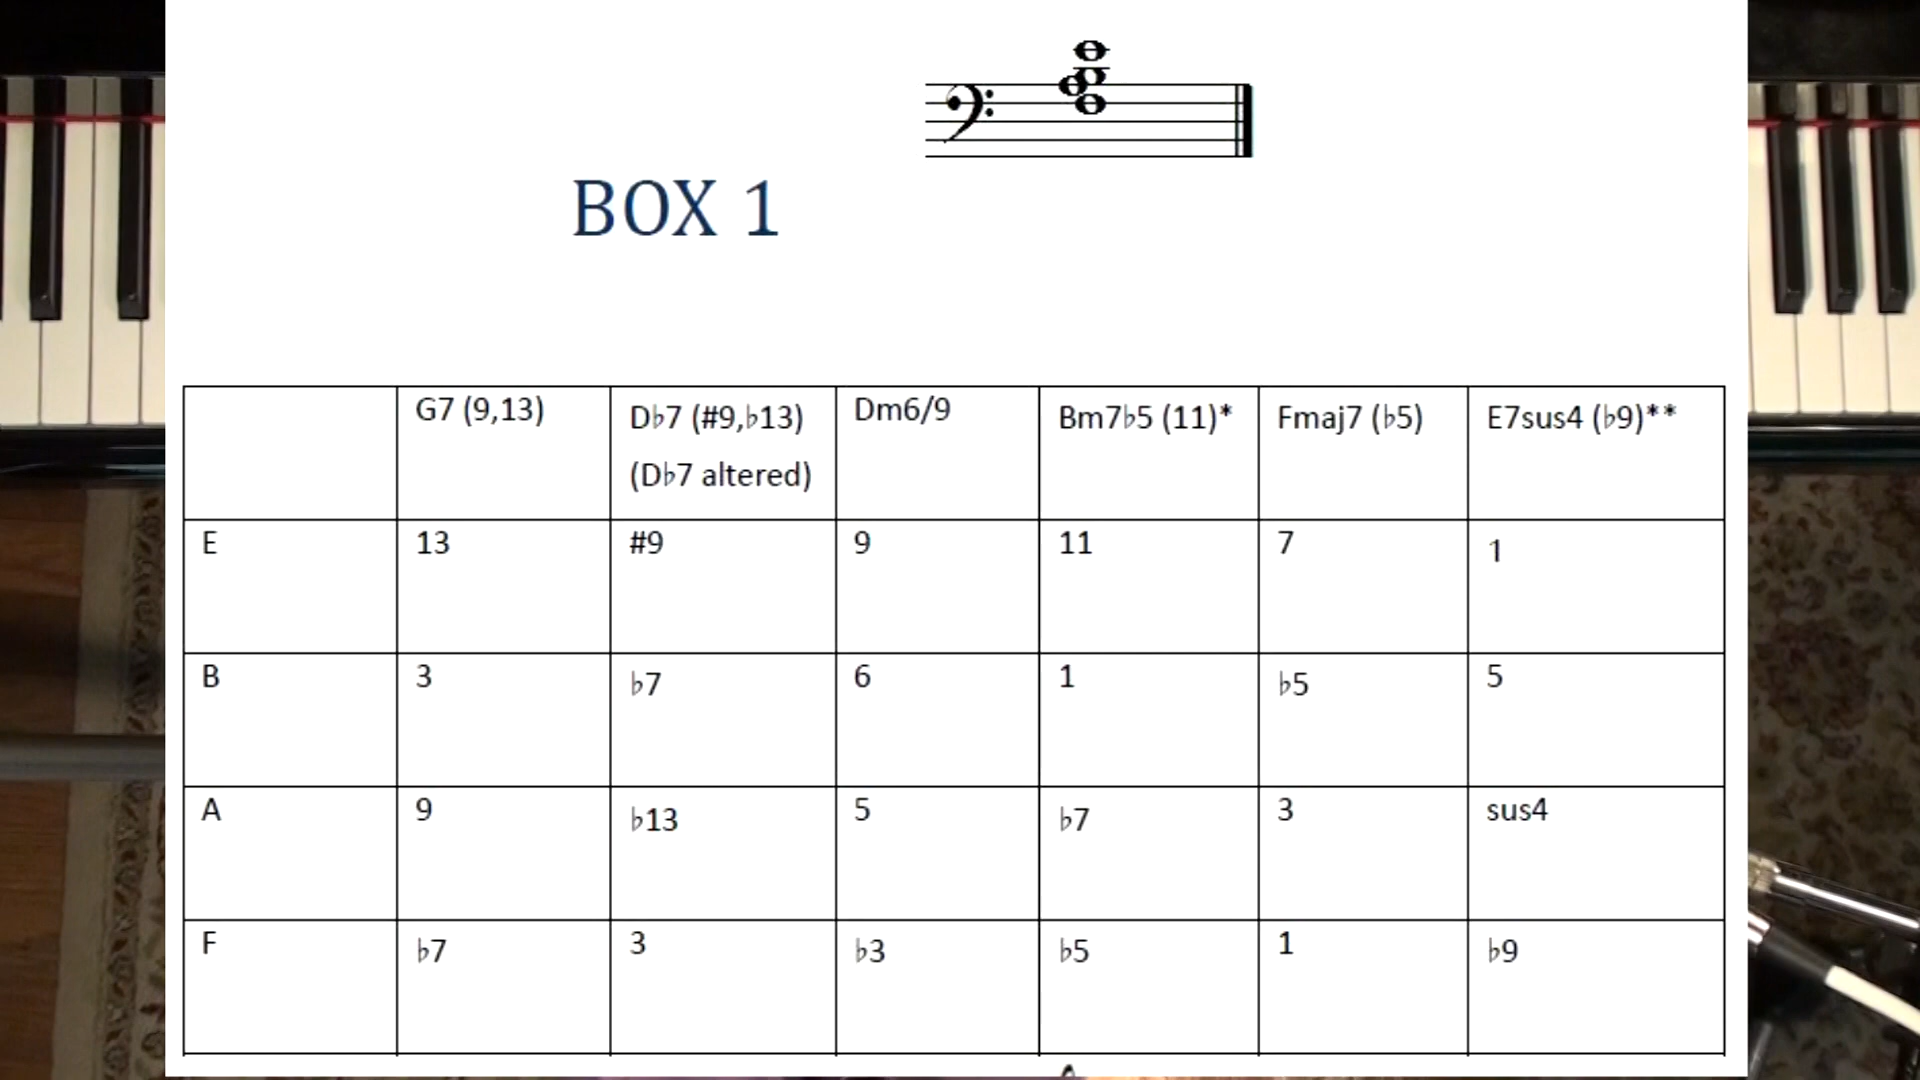 BOX 1
G7 (9,13) D♭7 (#9,♭13) Dm6/9 Bm7♭5 (11)* Fmaj7 (♭5) E7sus4 (♭9)**
(D♭7 altered)
E 13 #9 9 11 7 1
B 3 ♭7 6 1 ♭5 5
A 9 ♭13 5 ♭7 3 sus4
F ♭7 3 ♭3 ♭5 1 ♭9